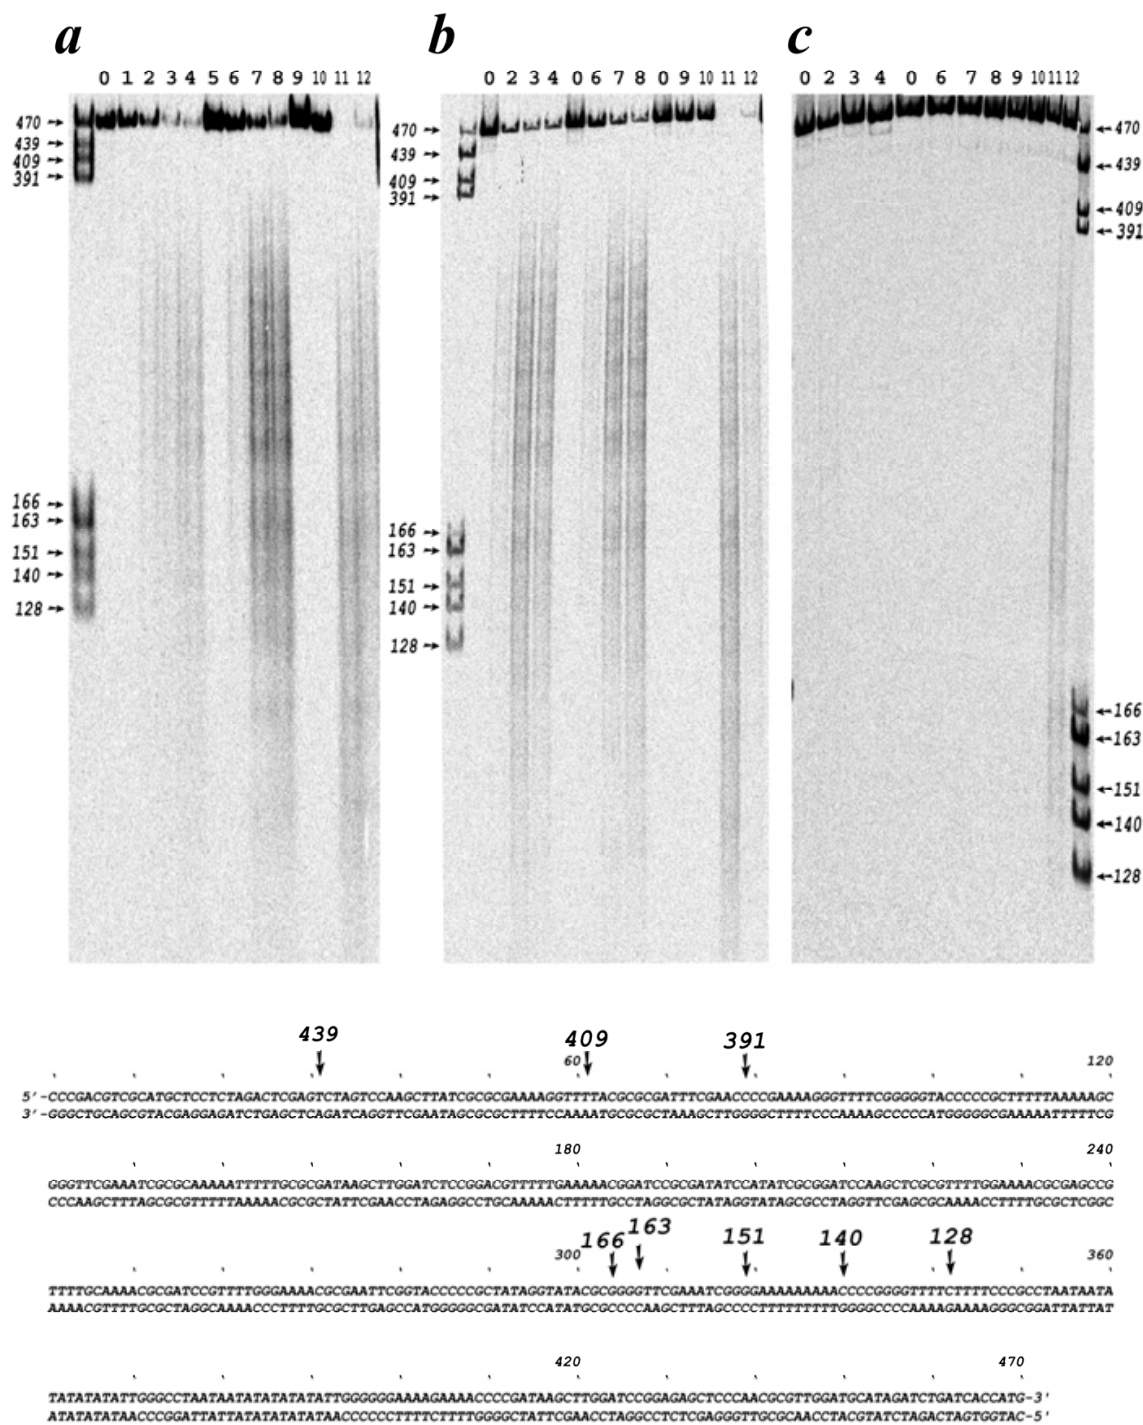 a b c
0 1 2 3 4 5 6 7 8 9 10 11 12
0 2 3 4 0 6 7 8 0 9 10 11 12
0 2 3 4 0 6 7 8 9 10 11 12
470
439
409
391
166
163
151
140
128
470
439
409
391
166
163
151
140
128
470
439
409
391
166
163
151
140
128
439 409 391
60 120
5'-CCCGACGTCGCATGCTCCTCTAGACTCGAGTCTAGTCCAAGCTTATCGCGCGAAAAGGTTTTACGCGCGATTTCGAACCCCGAAAAGGGTTTTCGGGGGTACCCCCGCTTTTTAAAAAGC
3'-GGGCTGCAGCGTACGAGGAGATCTGAGCTCAGATCAGGTTCGAATAGCGCGCTTTTCCAAAATGCGCGCTAAAGCTTGGGGCTTTTCCCAAAAGCCCCCATGGGGGCGAAAAATTTTTCG
180 240
GGGTTCGAAATCGCGCAAAAATTTTTGCGCGATAAGCTTGGATCTCCGGACGTTTTTGAAAAACGGATCCGCGATATCCATATCGCGGATCCAAGCTCGCGTTTTGGAAAACGCGAGCCG
CCCAAGCTTTAGCGCGTTTTTAAAAACGCGCTATTCGAACCTAGAGGCCTGCAAAAACTTTTTGCCTAGGCGCTATAGGTATAGCGCCTAGGTTCGAGCGCAAAACCTTTTGCGCTCGGC
300 166 163 151 140 128 360
TTTTGCAAAACGCGATCCGTTTTGGGAAAACGCGAATTCGGTACCCCCGCTATAGGTATACGCGGGGTTCGAAATCGGGGAAAAAAAAAACCCCGGGGTTTTCTTTTCCCGCCTAATAATA
AAAACGTTTTGCGCTAGGCAAAACCCTTTTGCGCTTGAGCCATGGGGGCGATATCCATATGCGCCCCAAGCTTTAGCCCCTTTTTTTTTTGGGGCCCCAAAAGAAAAGGGCGGATTATTAT
420 470
TATATATATTGGGCCTAATAATATATATATATATTGGGGGGAAAAGAAAACCCCGATAAGCTTGGATCCGGAGAGCTCCCAACGCGTTGGATGCATAGATCTGATCACCATG-3'
ATATATATAACCCGGATTATTATATATATATATAACCCCCCTTTTCTTTTGGGGCTATTCGAACCTAGGCCTCTCGAGGGTTGCGCAACCTACGTATCTAGACTAGTGGTAC-5'